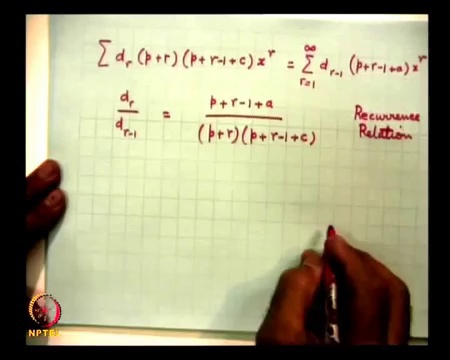 ∑ d_r (p+r) (p+r-1+c) x^r = ∑_{r=1}^{∞} d_{r-1} (p+r-1+a) x^r
d_r / d_{r-1} = (p+r-1+a) / ((p+r)(p+r-1+c)) Recurrence
Relation
NPTEL